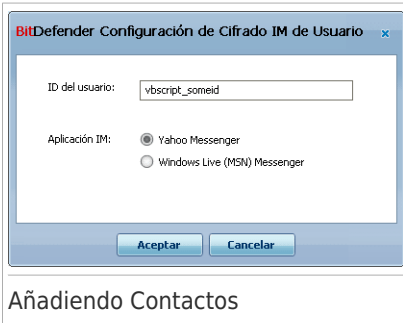 BitDefender Configuración de Cifrado IM de Usuario x
ID del usuario: vbscript_someid
Aplicación IM: Yahoo Messenger
Windows Live (MSN) Messenger
Aceptar Cancelar
Añadiendo Contactos